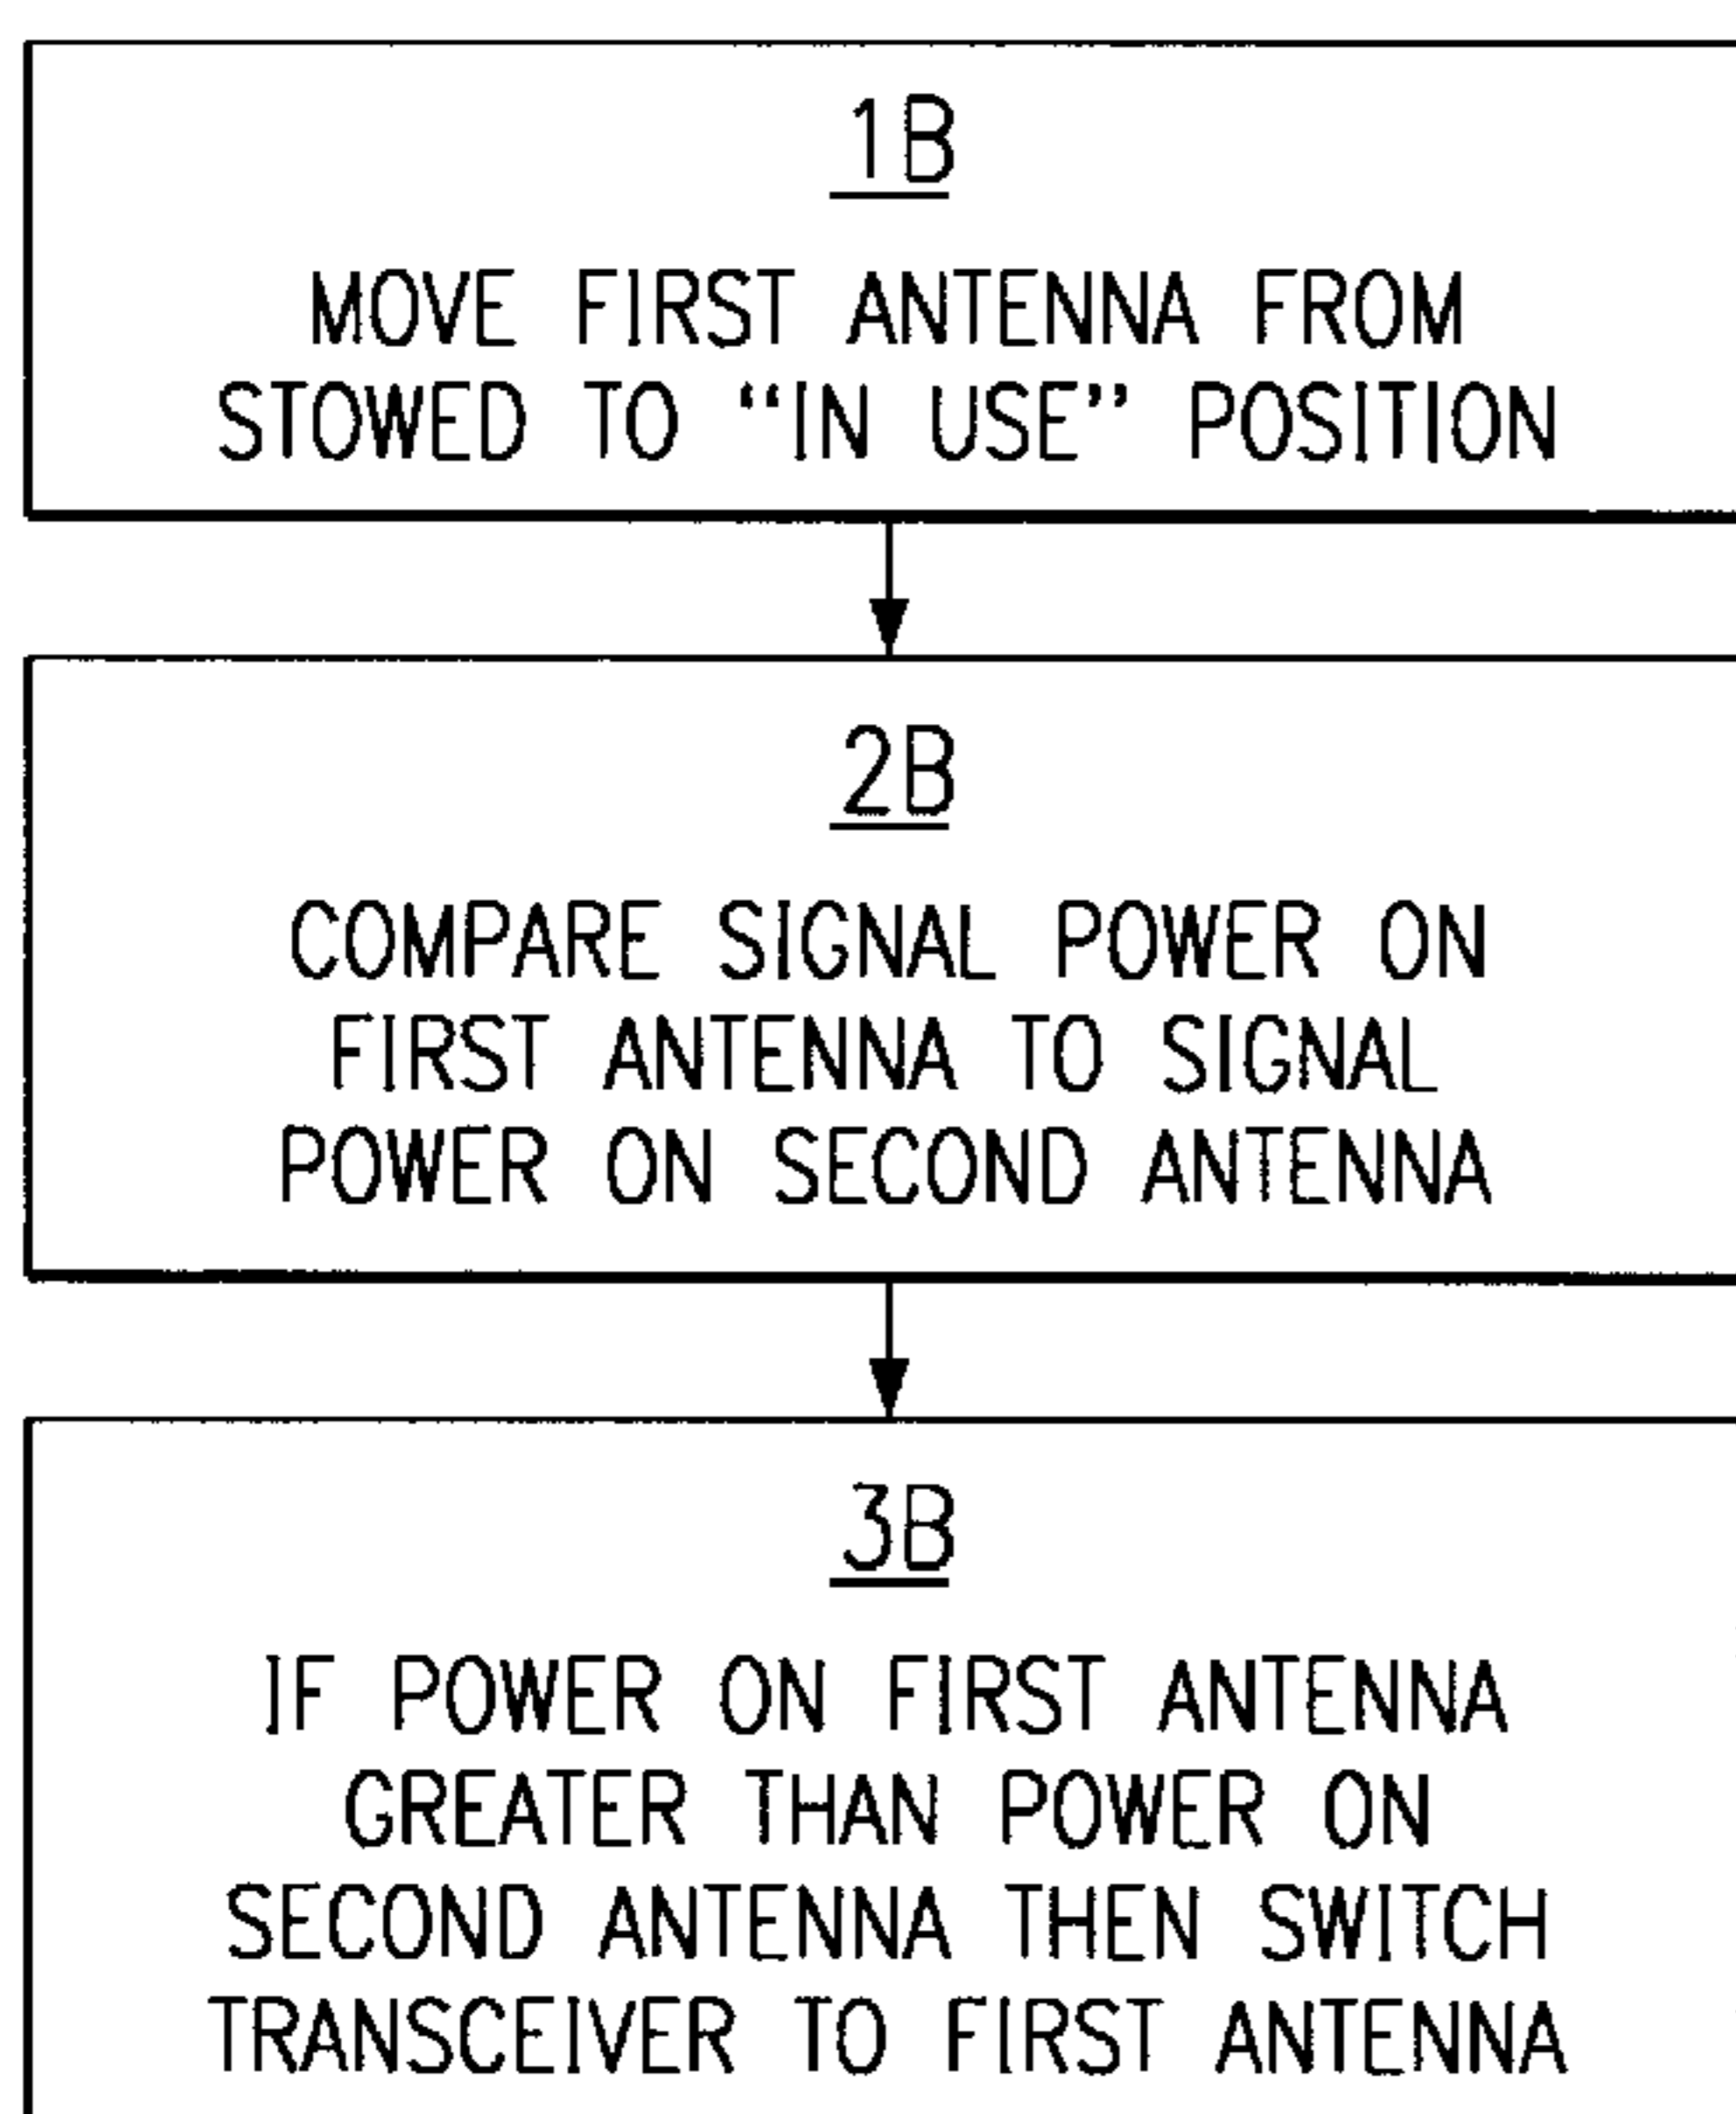 1B
MOVE FIRST ANTENNA FROM
STOWED TO “IN USE” POSITION
2B
COMPARE SIGNAL POWER ON
FIRST ANTENNA TO SIGNAL
POWER ON SECOND ANTENNA
3B
IF POWER ON FIRST ANTENNA
GREATER THAN POWER ON
SECOND ANTENNA THEN SWITCH
TRANSCEIVER TO FIRST ANTENNA